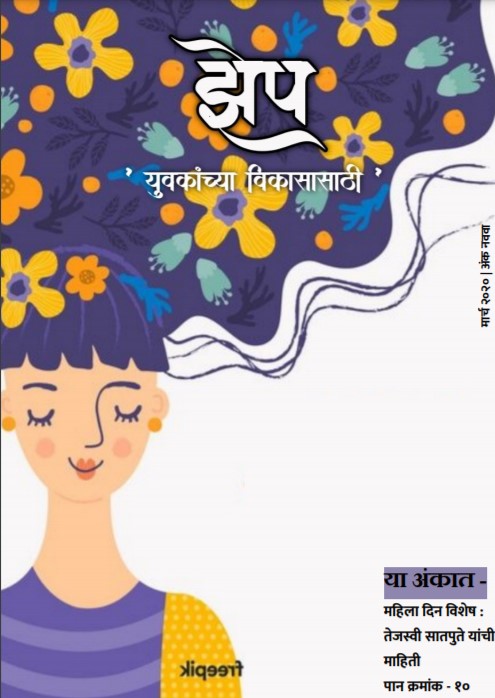 झेप
' युवकांच्या विकासासाठी '
मार्च २०२० | अंक नववा
या अंकात -
महिला दिन विशेष :
तेजस्वी सातपुते यांची
माहिती
पान क्रमांक - १०
freepik